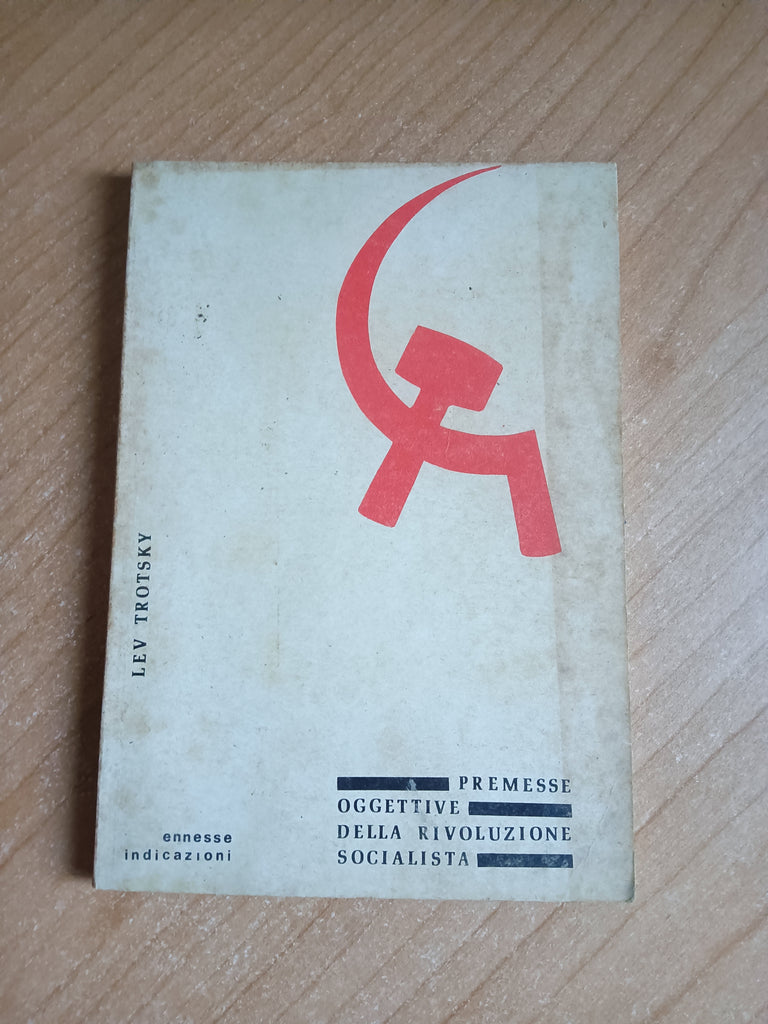 LEV TROTSKY
PREMESSE
OGGETTIVE
DELLA RIVOLUZIONE
SOCIALISTA
ennesse
indicazioni